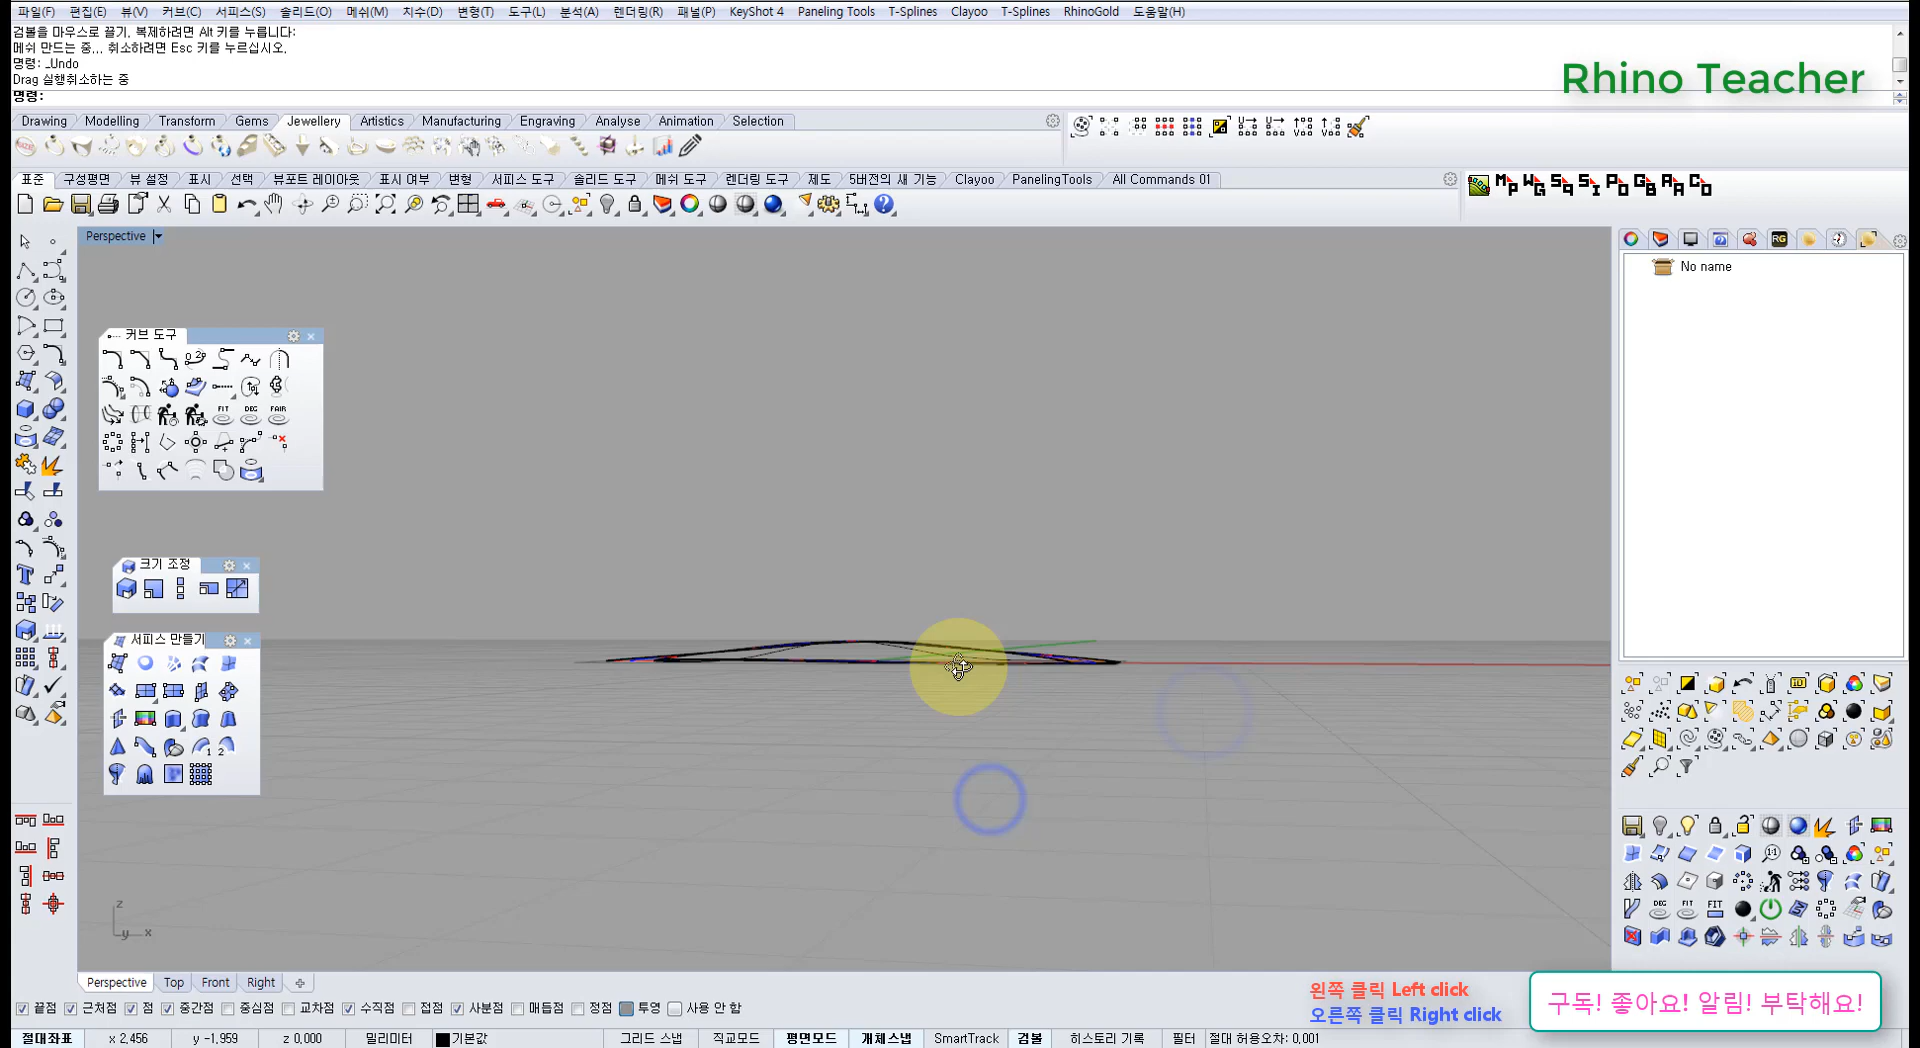 파일(F) 편집(E) 뷰(V) 커브(C) 서피스(S) 솔리드(O) 메쉬(M) 치수(D) 변형(T) 도구(L) 분석(A) 렌더링(R) 패널(P) KeyShot 4 Paneling Tools T-Splines Clayoo T-Splines RhinoGold 도움말(H)
검볼을 마우스로 끌기, 복제하려면 Alt 키를 누릅니다:
메쉬 만드는 중... 취소하려면 Esc 키를 누르십시오.
명령: _Undo
Drag 실행취소하는 중
명령:
Rhino Teacher
Drawing Modelling Transform Gems Jewellery Artistics Manufacturing Engraving Analyse Animation Selection
표준 구성평면 뷰 설정 표시 선택 뷰포트 레이아웃 표시 여부 변형 서피스 도구 솔리드 도구 메쉬 도구 렌더링 도구 제도 5버전의 새 기능 Clayoo PanelingTools All Commands 01
Perspective
No name
커브 도구
FIT DEG FAIR
크기 조정
서피스 만들기
z
y x
DEG FIT FIT
Perspective Top Front Right
끝점 근처점 점 중간점 중심점 교차점 수직점 접점 사분점 매듭점 정점 투영 사용 안 함
왼쪽 클릭 Left click
오른쪽 클릭 Right click
구독! 좋아요! 알림! 부탁해요!
절대좌표 x 2,456 y -1,959 z 0,000 밀리미터 기본값 그리드 스냅 직교모드 평면모드 개체스냅 SmartTrack 검볼 히스토리 기록 필터 절대 허용오차: 0,001